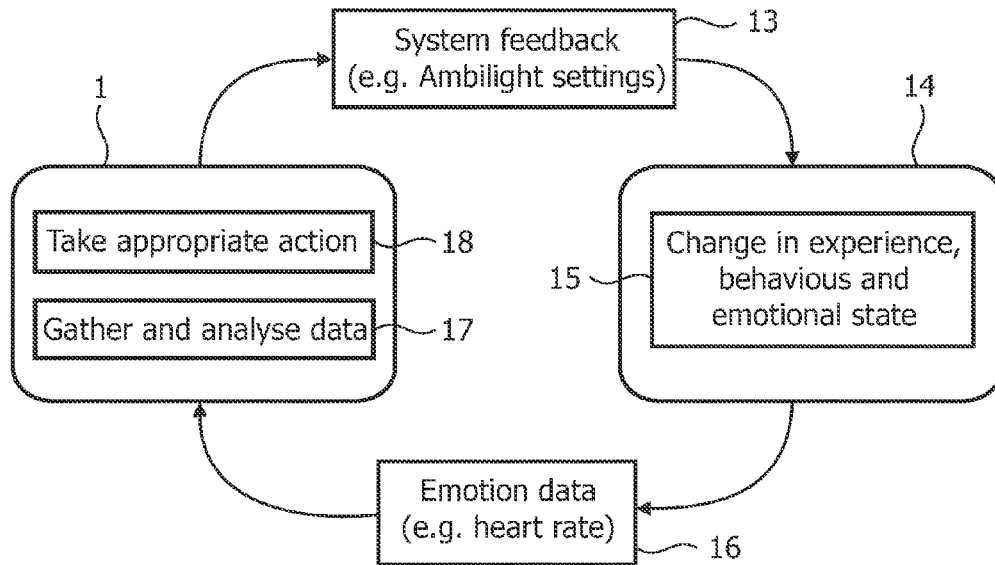 System feedback
(e.g. Ambilight settings)
13
1
14
Take appropriate action
18
Gather and analyse data
17
Change in experience,
behavious and
emotional state
15
Emotion data
(e.g. heart rate)
16